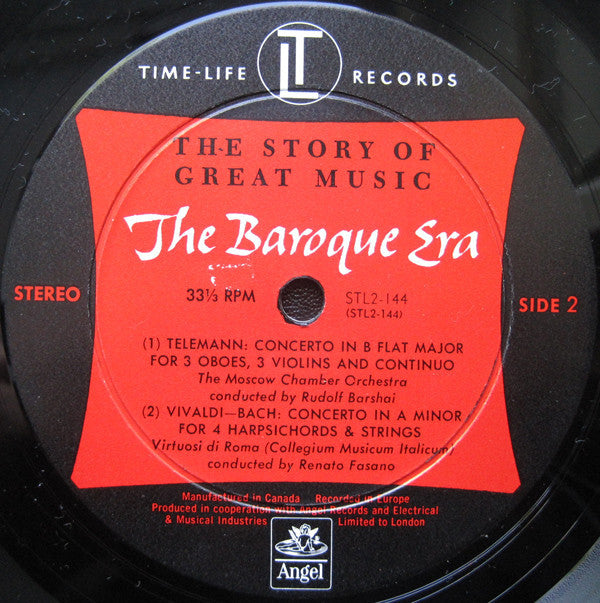 TL
TIME-LIFE RECORDS
THE STORY OF
GREAT MUSIC
The Baroque Era
STEREO
33⅓ RPM
STL2-144
(STL2-144)
SIDE 2
(1) TELEMANN: CONCERTO IN B FLAT MAJOR
FOR 3 OBOES, 3 VIOLINS AND CONTINUO
The Moscow Chamber Orchestra
conducted by Rudolf Barshai
(2) VIVALDI—BACH: CONCERTO IN A MINOR
FOR 4 HARPSICHORDS & STRINGS
Virtuosi di Roma (Collegium Musicum Italicum)
conducted by Renato Fasano
Manufactured in Canada Recorded in Europe
Produced in cooperation with Angel Records and Electrical
& Musical Industries Limited to London
Angel